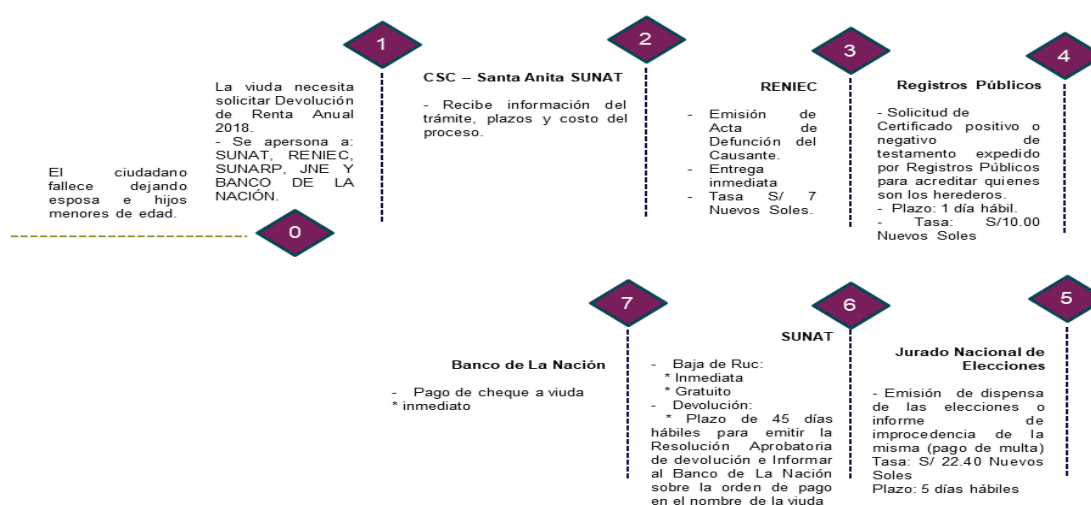 El ciudadano
fallece dejando
esposa e hijos
menores de edad.
0
La viuda necesita
solicitar Devolución
de Renta Anual
2018.
- Se apersona a:
SUNAT, RENIEC,
SUNARP, JNE Y
BANCO DE LA
NACIÓN.
1
CSC – Santa Anita SUNAT
- Recibe información del
trámite, plazos y costo del
proceso.
2
RENIEC
- Emisión de
Acta de
Defunción del
Causante.
- Entrega
inmediata
- Tasa S/ 7
Nuevos Soles.
3
Registros Públicos
- Solicitud de
Certificado positivo o
negativo de
testamento expedido
por Registros Públicos
para acreditar quienes
son los herederos.
- Plazo: 1 día hábil.
- Tasa: S/10.00
Nuevos Soles
4
Jurado Nacional de
Elecciones
- Emisión de dispensa
de las elecciones o
informe de
improcedencia de la
misma (pago de multa)
Tasa: S/ 22.40 Nuevos
Soles
Plazo: 5 días hábiles
5
SUNAT
- Baja de Ruc:
* Inmediata
* Gratuito
- Devolución:
* Plazo de 45 días
hábiles para emitir la
Resolución Aprobatoria
de devolución e Informar
al Banco de La Nación
sobre la orden de pago
en el nombre de la viuda
6
Banco de La Nación
- Pago de cheque a viuda
* inmediato
7